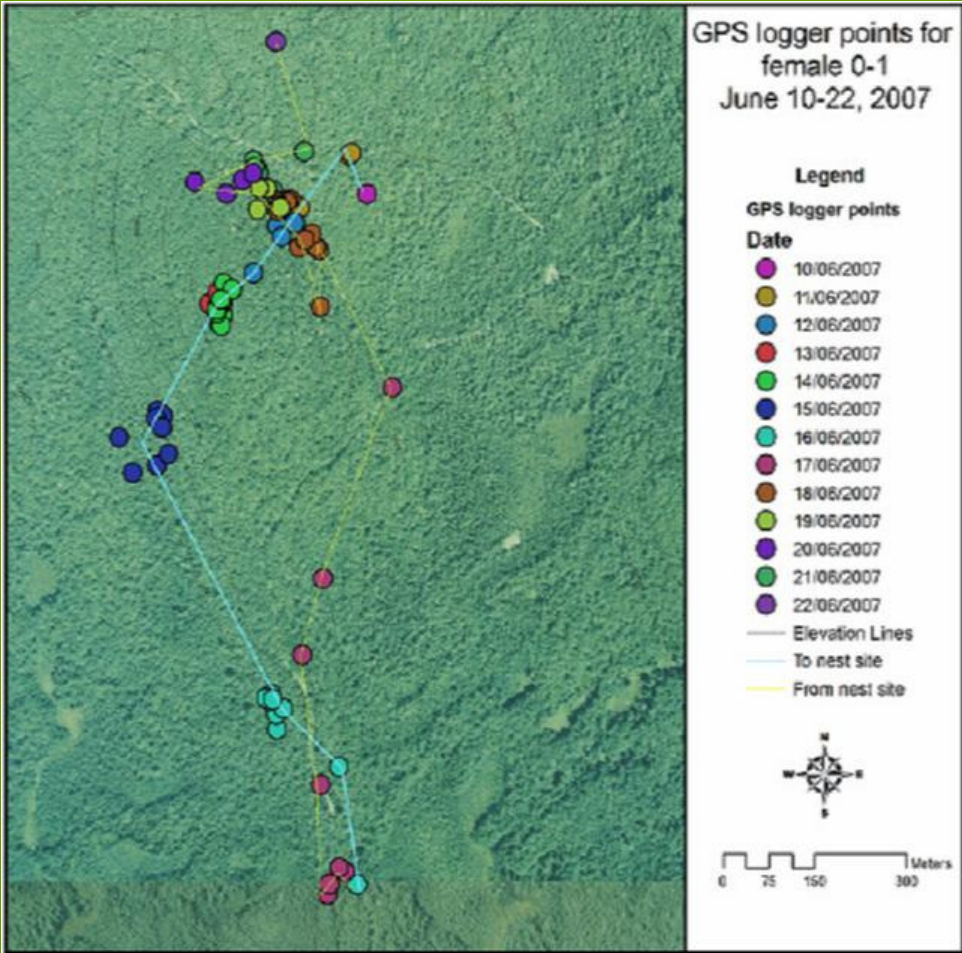 GPS logger points for
female 0-1
June 10-22, 2007
Legend
GPS logger points
Date
10/06/2007
11/06/2007
12/06/2007
13/06/2007
14/06/2007
15/06/2007
16/06/2007
17/06/2007
18/06/2007
19/06/2007
20/06/2007
21/06/2007
22/06/2007
Elevation Lines
To nest site
From nest site
N
W E
S
Meters
0 75 150 300